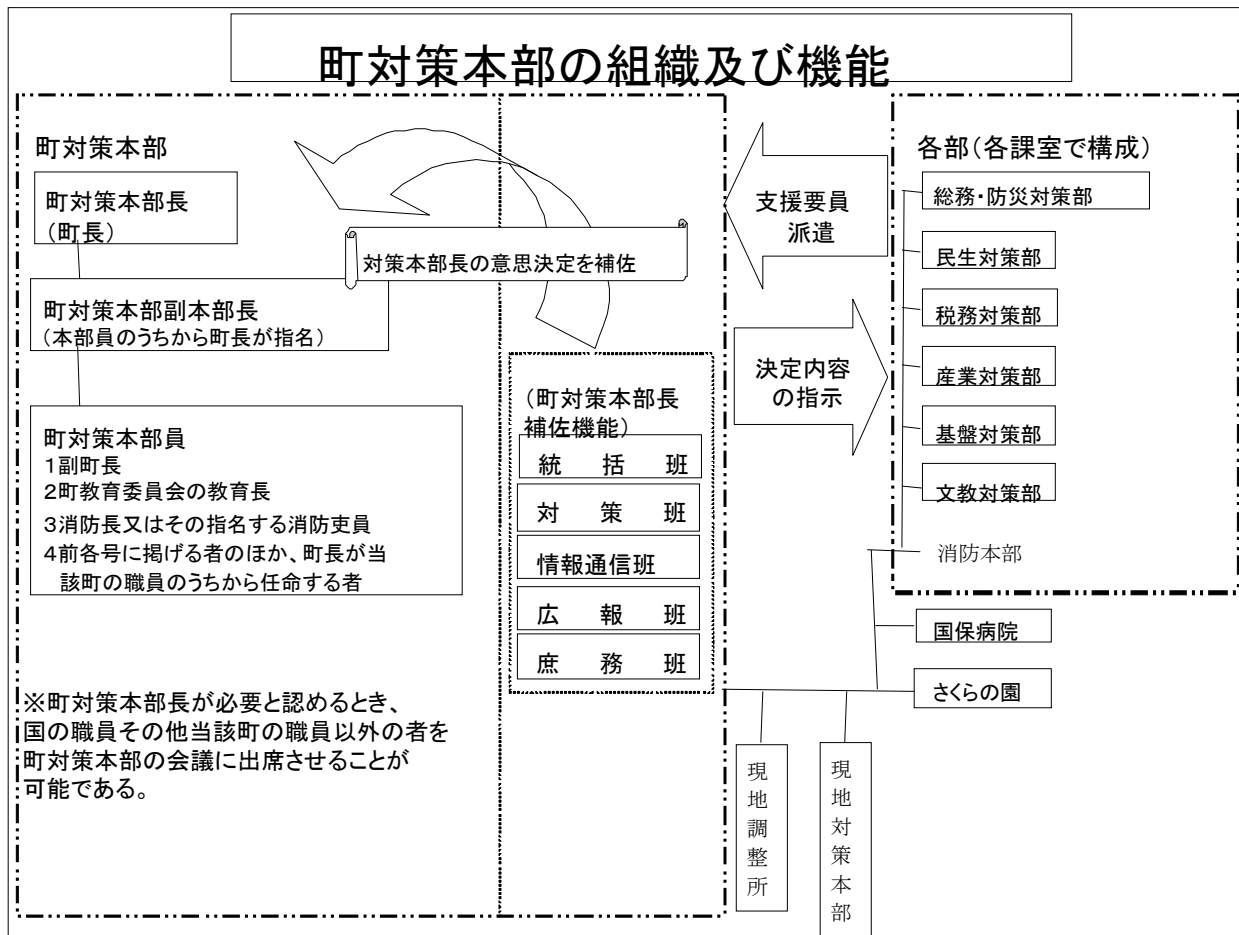 町対策本部の組織及び機能
町対策本部
町対策本部長
(町長)
町対策本部副本部長
(本部員のうちから町長が指名)
町対策本部員
1副町長
2町教育委員会の教育長
3消防長又はその指名する消防吏員
4前各号に掲げる者のほか、町長が当
該町の職員のうちから任命する者
※町対策本部長が必要と認めるとき、
国の職員その他当該町の職員以外の者を
町対策本部の会議に出席させることが
可能である。
対策本部長の意思決定を補佐
(町対策本部長
補佐機能)
統括班
対策班
情報通信班
広報班
庶務班
支援要員
派遣
決定内容
の指示
各部(各課室で構成)
総務・防災対策部
民生対策部
税務対策部
産業対策部
基盤対策部
文教対策部
消防本部
国保病院
さくらの園
現地調整所
現地対策本部